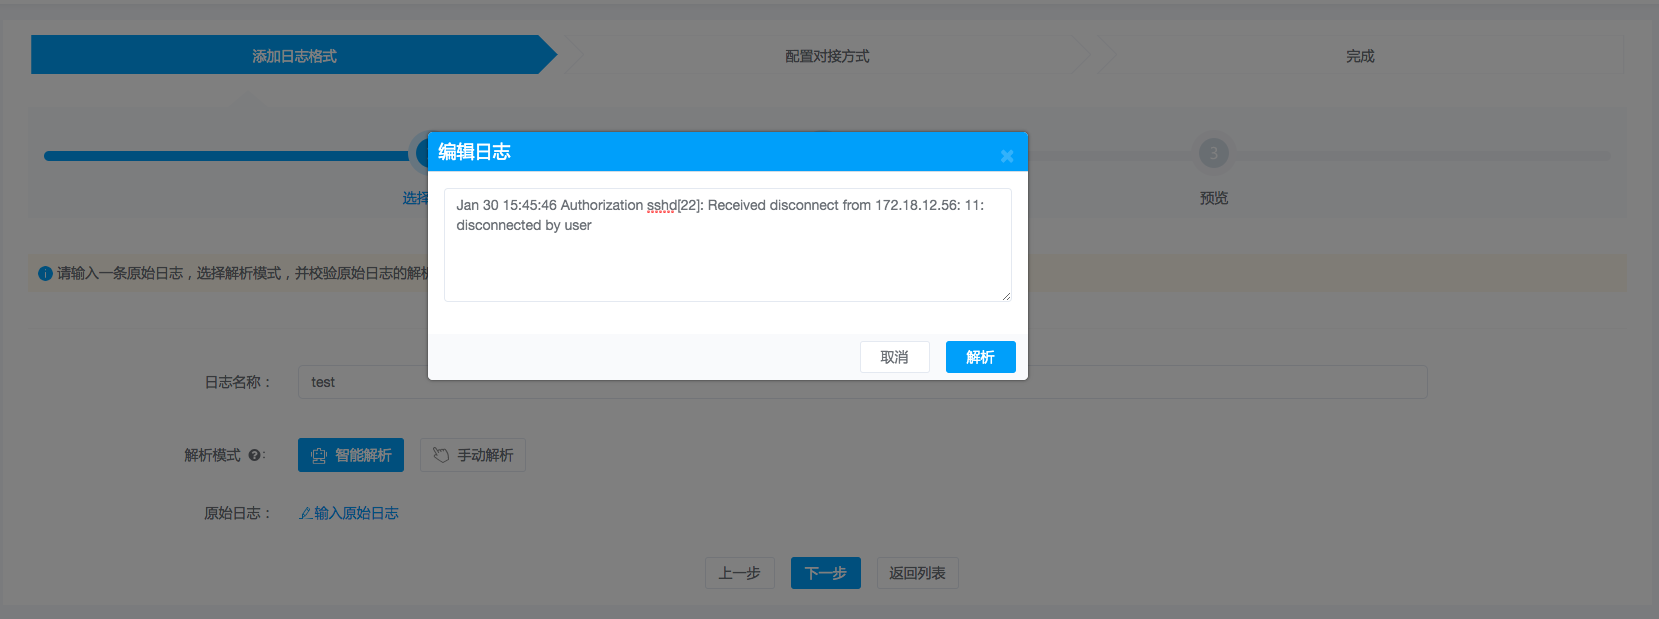 添加日志格式
配置对接方式
完成
编辑日志
3
选择
预览
Jan 30 15:45:46 Authorization sshd[22]: Received disconnect from 172.18.12.56: 11:
disconnected by user
请输入一条原始日志，选择解析模式，并校验原始日志的解析
取消
解析
日志名称：
test
解析模式
?:
智能解析
手动解析
原始日志：
输入原始日志
上一步
下一步
返回列表